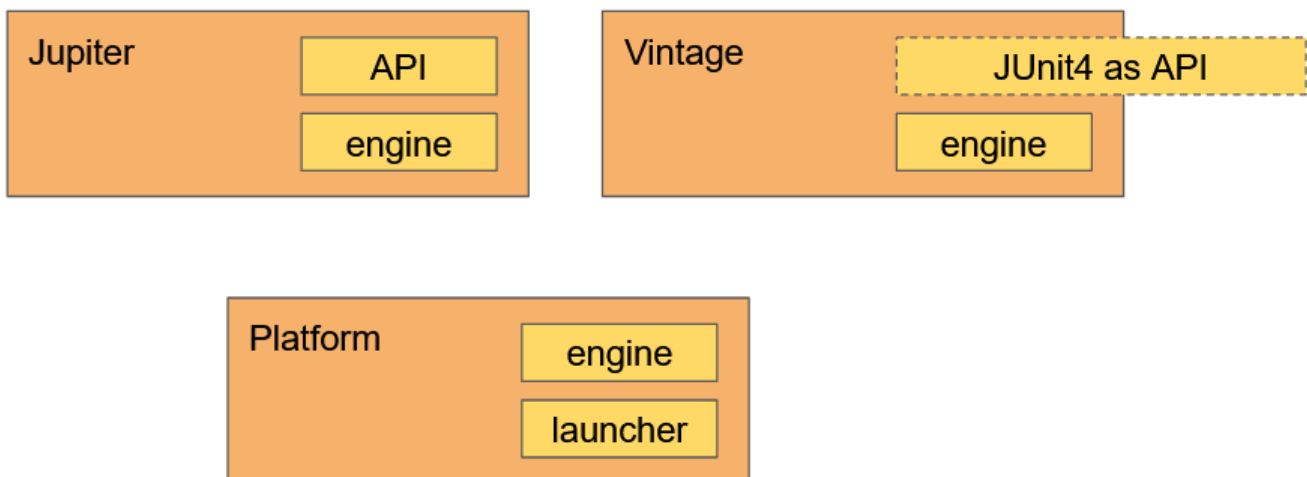 Jupiter
API
engine
Vintage
JUnit4 as API
engine
Platform
engine
launcher